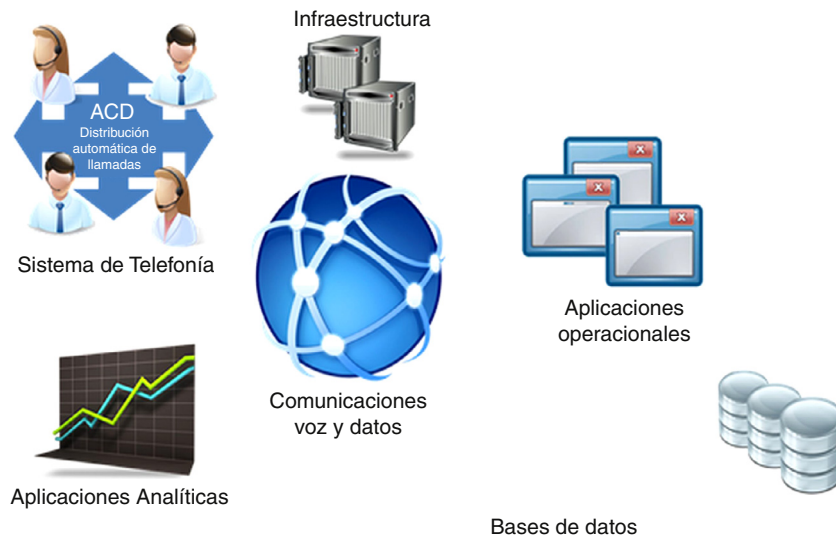 Infraestructura
ACD
Distribución
automática de
llamadas
Sistema de Telefonía
Aplicaciones
operacionales
Comunicaciones
voz y datos
Aplicaciones Analíticas
Bases de datos